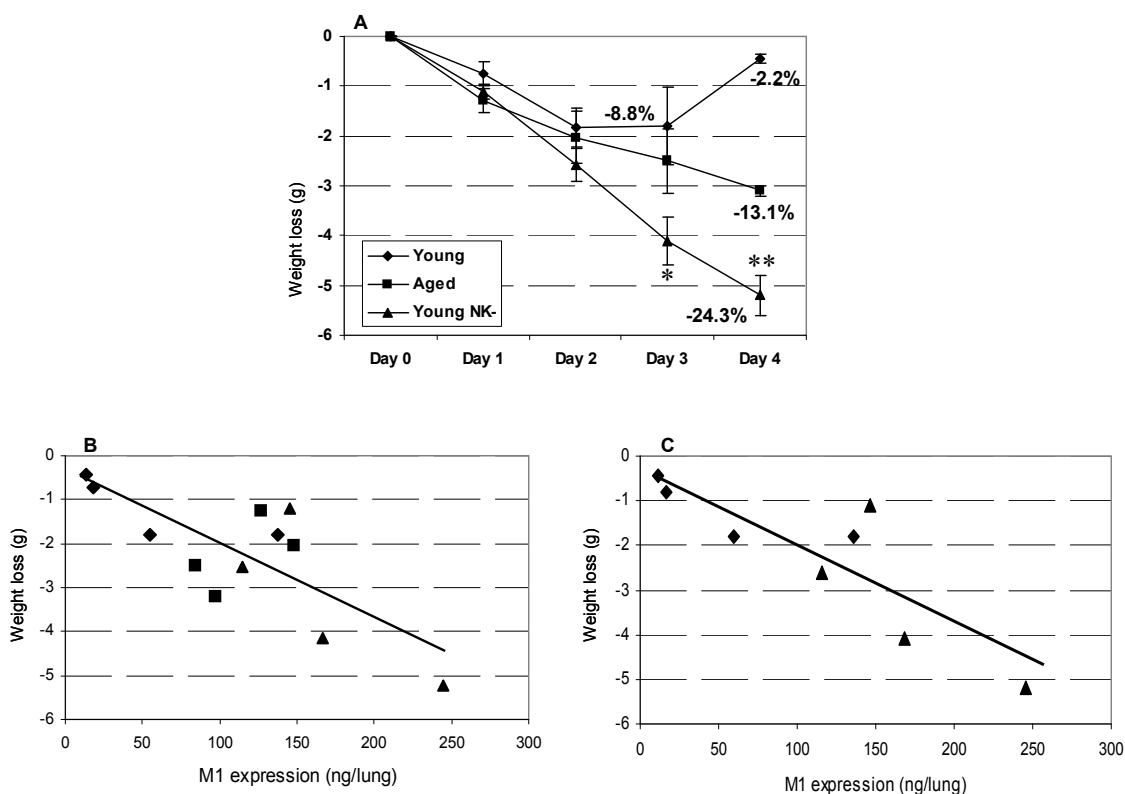 A
0
-1
-2
-3
-4
-5
-6
Weight loss (g)
-2.2%
-8.8%
-13.1%
-24.3%
*
**
Young
Aged
Young NK-
Day 0 Day 1 Day 2 Day 3 Day 4
B
0
-1
-2
-3
-4
-5
-6
Weight loss (g)
0 50 100 150 200 250 300
M1 expression (ng/lung)
C
0
-1
-2
-3
-4
-5
-6
Weight loss (g)
0 50 100 150 200 250 300
M1 expression (ng/lung)